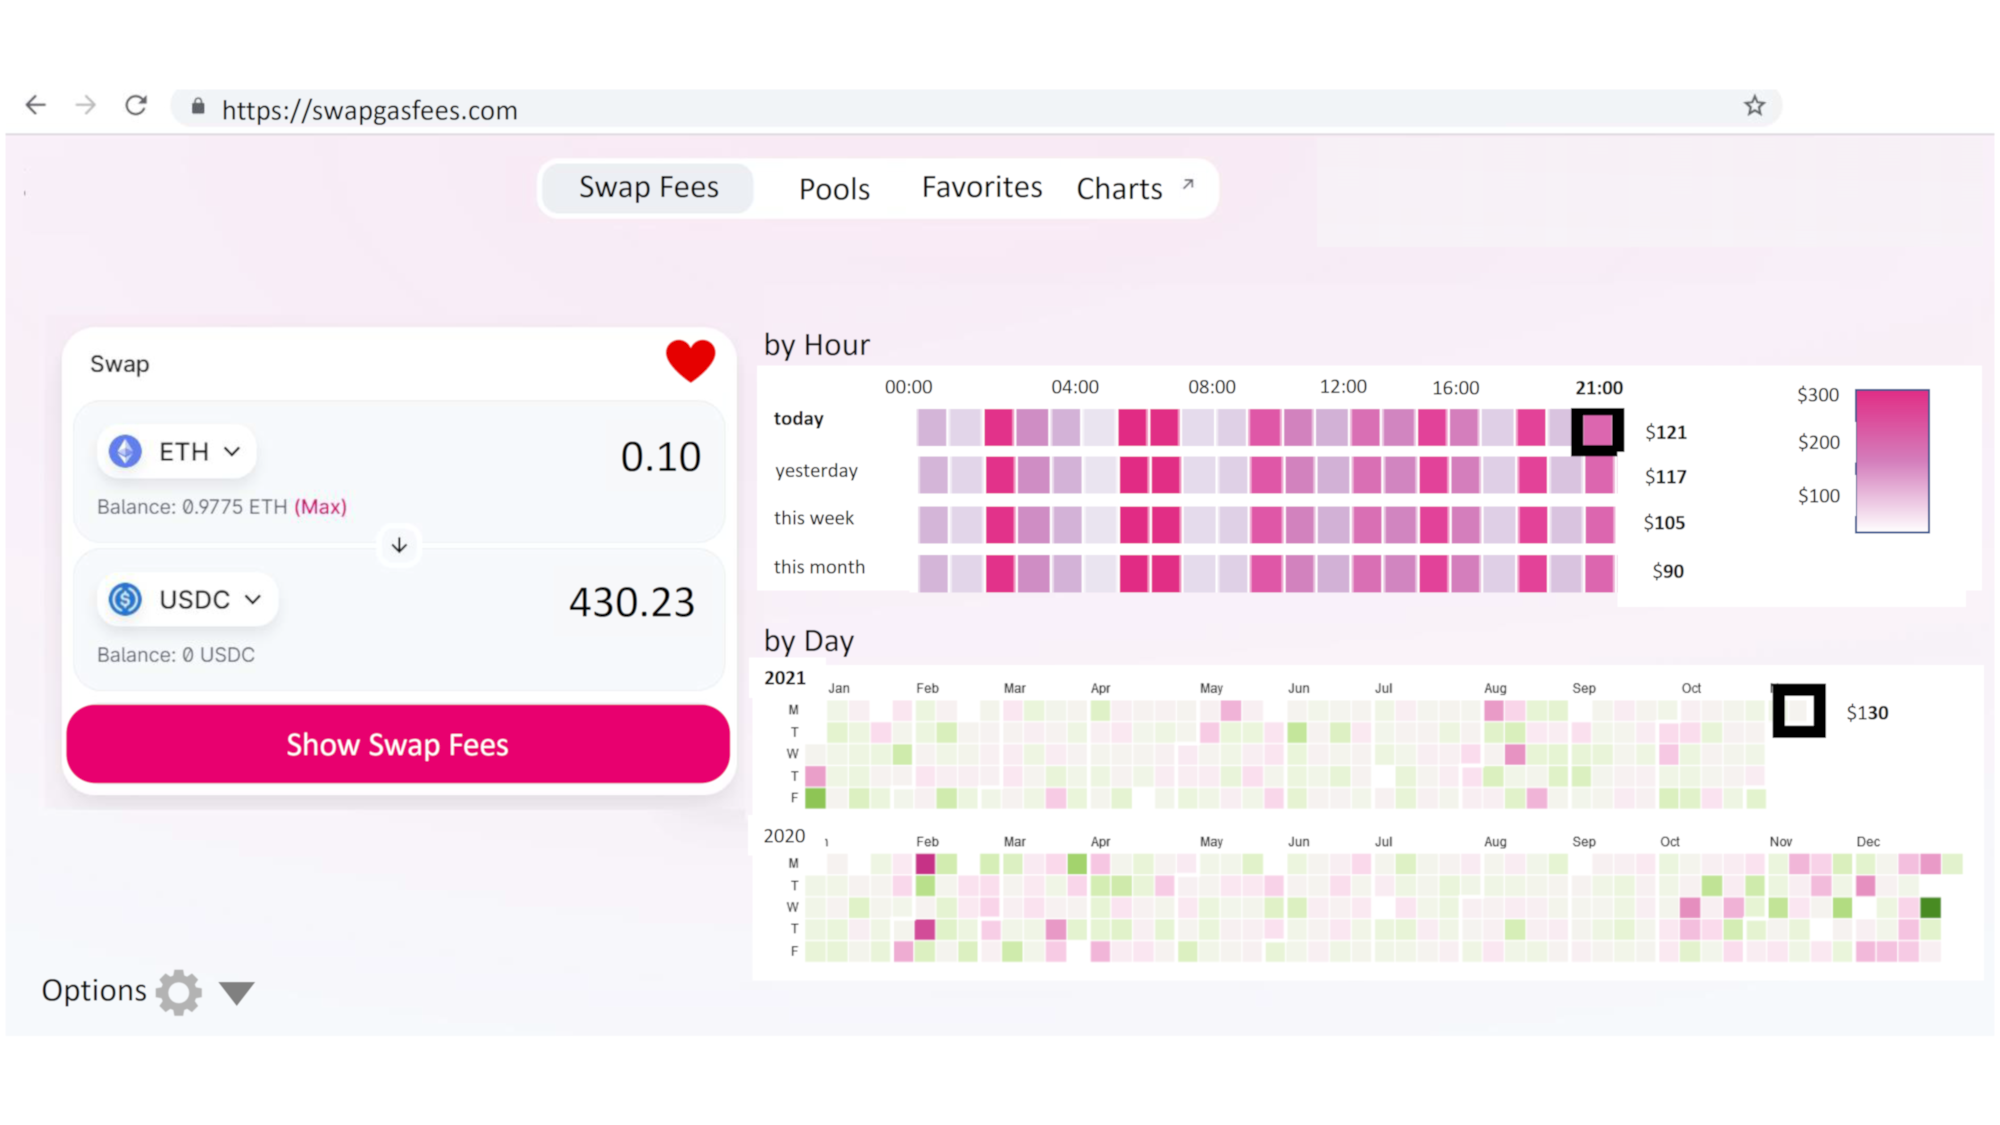 https://swapgasfees.com
Swap Fees Pools Favorites Charts
Swap
ETH 0.10
Balance: 0.9775 ETH (Max)
USDC 430.23
Balance: 0 USDC
Show Swap Fees
Options
by Hour
00:00 04:00 08:00 12:00 16:00 21:00
today $121
yesterday $117
this week $105
this month $90
$300
$200
$100
by Day
2021 Jan Feb Mar Apr May Jun Jul Aug Sep Oct
M $130
T
W
T
F
2020 Feb Mar Apr May Jun Jul Aug Sep Oct Nov Dec
M
T
W
T
F